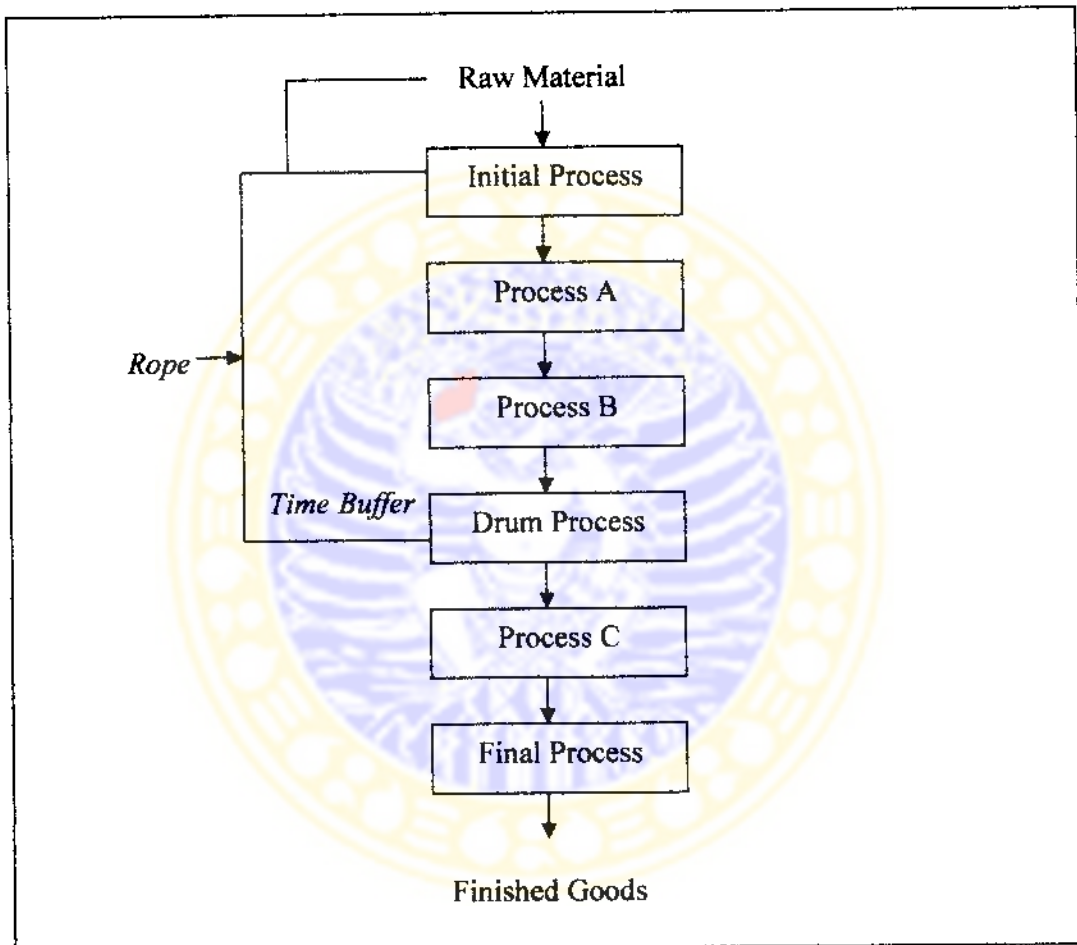 Raw Material
Initial Process
Process A
Rope
Process B
Time Buffer
Drum Process
Process C
Final Process
Finished Goods